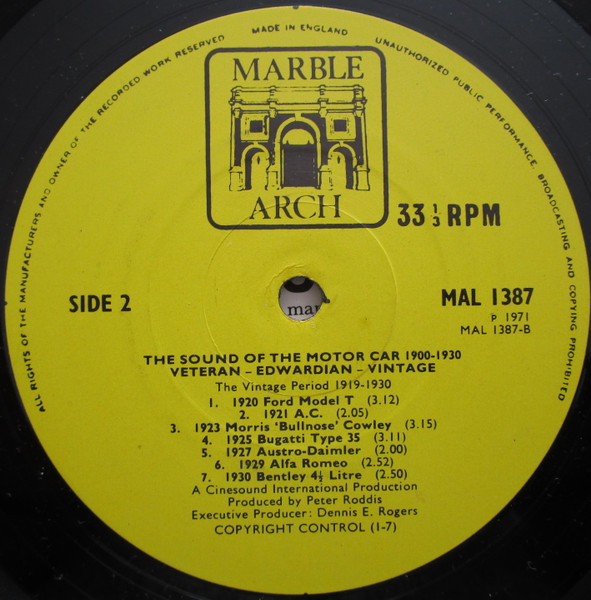 ALL RIGHTS OF THE MANUFACTURERS AND OWNER OF THE RECORDED WORK RESERVED
MADE IN ENGLAND
UNAUTHORIZED PUBLIC PERFORMANCE, BROADCASTING AND COPYING PROHIBITED
MARBLE
ARCH
33 1/3 RPM
SIDE 2
MAL 1387
P 1971
MAL 1387-B
THE SOUND OF THE MOTOR CAR 1900-1930
VETERAN – EDWARDIAN – VINTAGE
The Vintage Period 1919-1930
1. 1920 Ford Model T (3.12)
2. 1921 A.C. (2.05)
3. 1923 Morris 'Bullnose' Cowley (3.15)
4. 1925 Bugatti Type 35 (3.11)
5. 1927 Austro-Daimler (2.00)
6. 1929 Alfa Romeo (2.52)
7. 1930 Bentley 4½ Litre (2.50)
A Cinesound International Production
Produced by Peter Roddis
Executive Producer: Dennis E. Rogers
COPYRIGHT CONTROL (1-7)